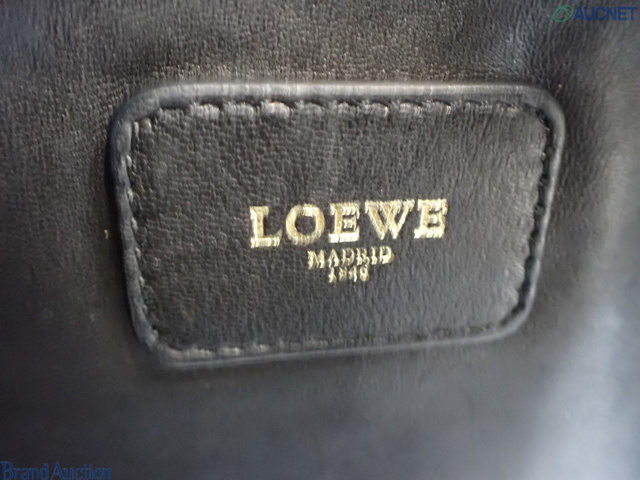 AUCNET
LOEWE
MADRID
1846
Brand Auction